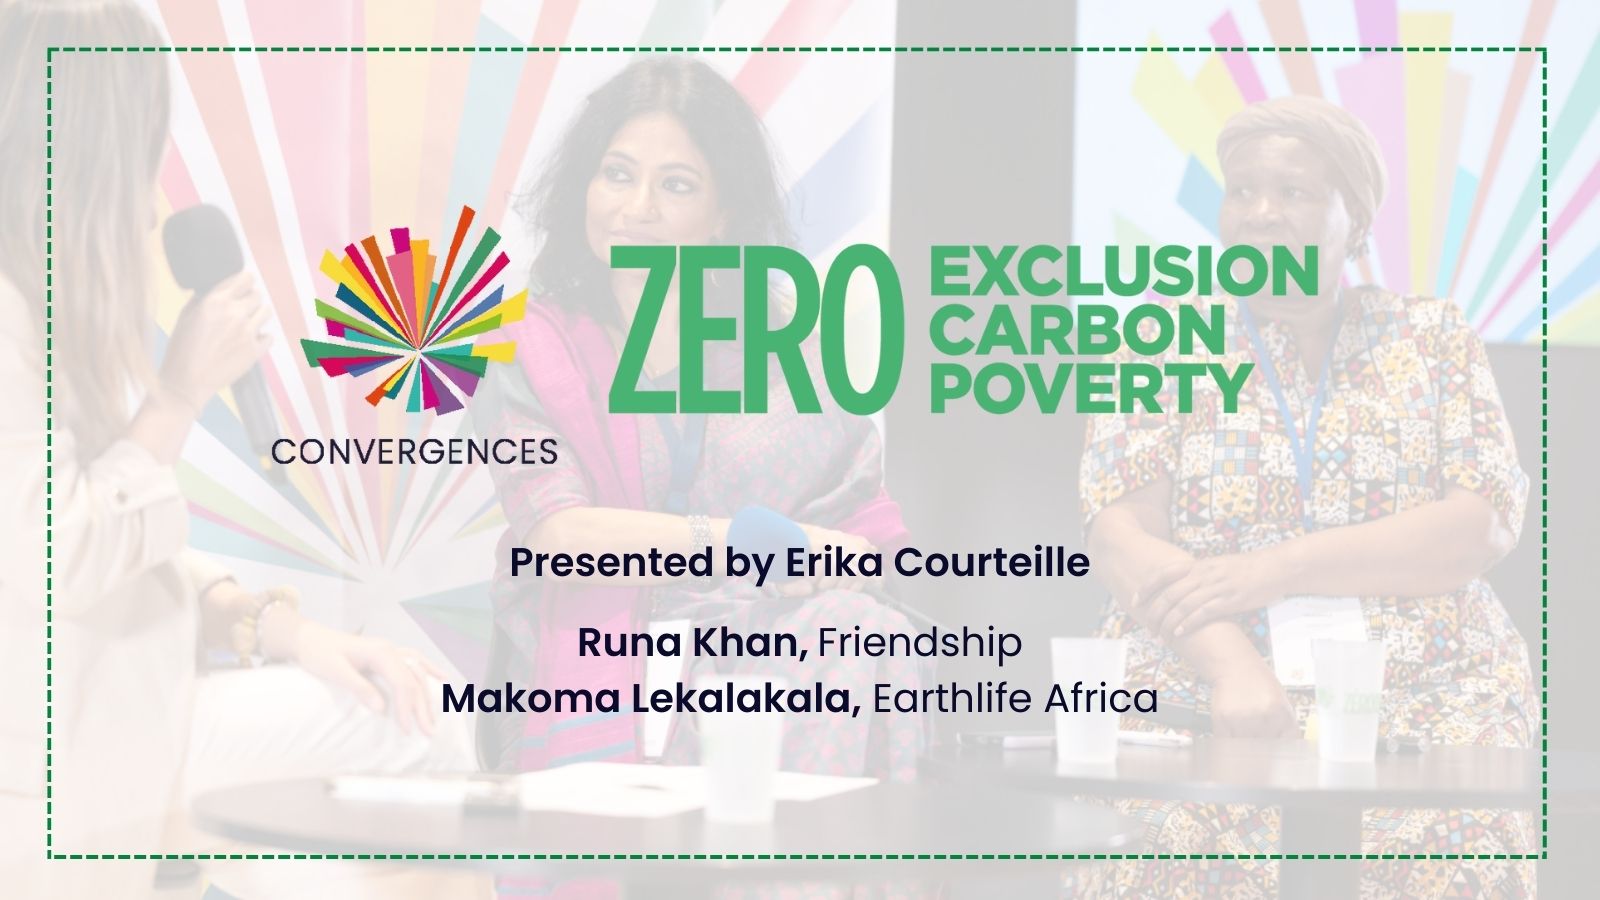 CONVERGENCES
ZERO
EXCLUSION
CARBON
POVERTY
Presented by Erika Courteille
Runa Khan, Friendship
Makoma Lekalakala, Earthlife Africa